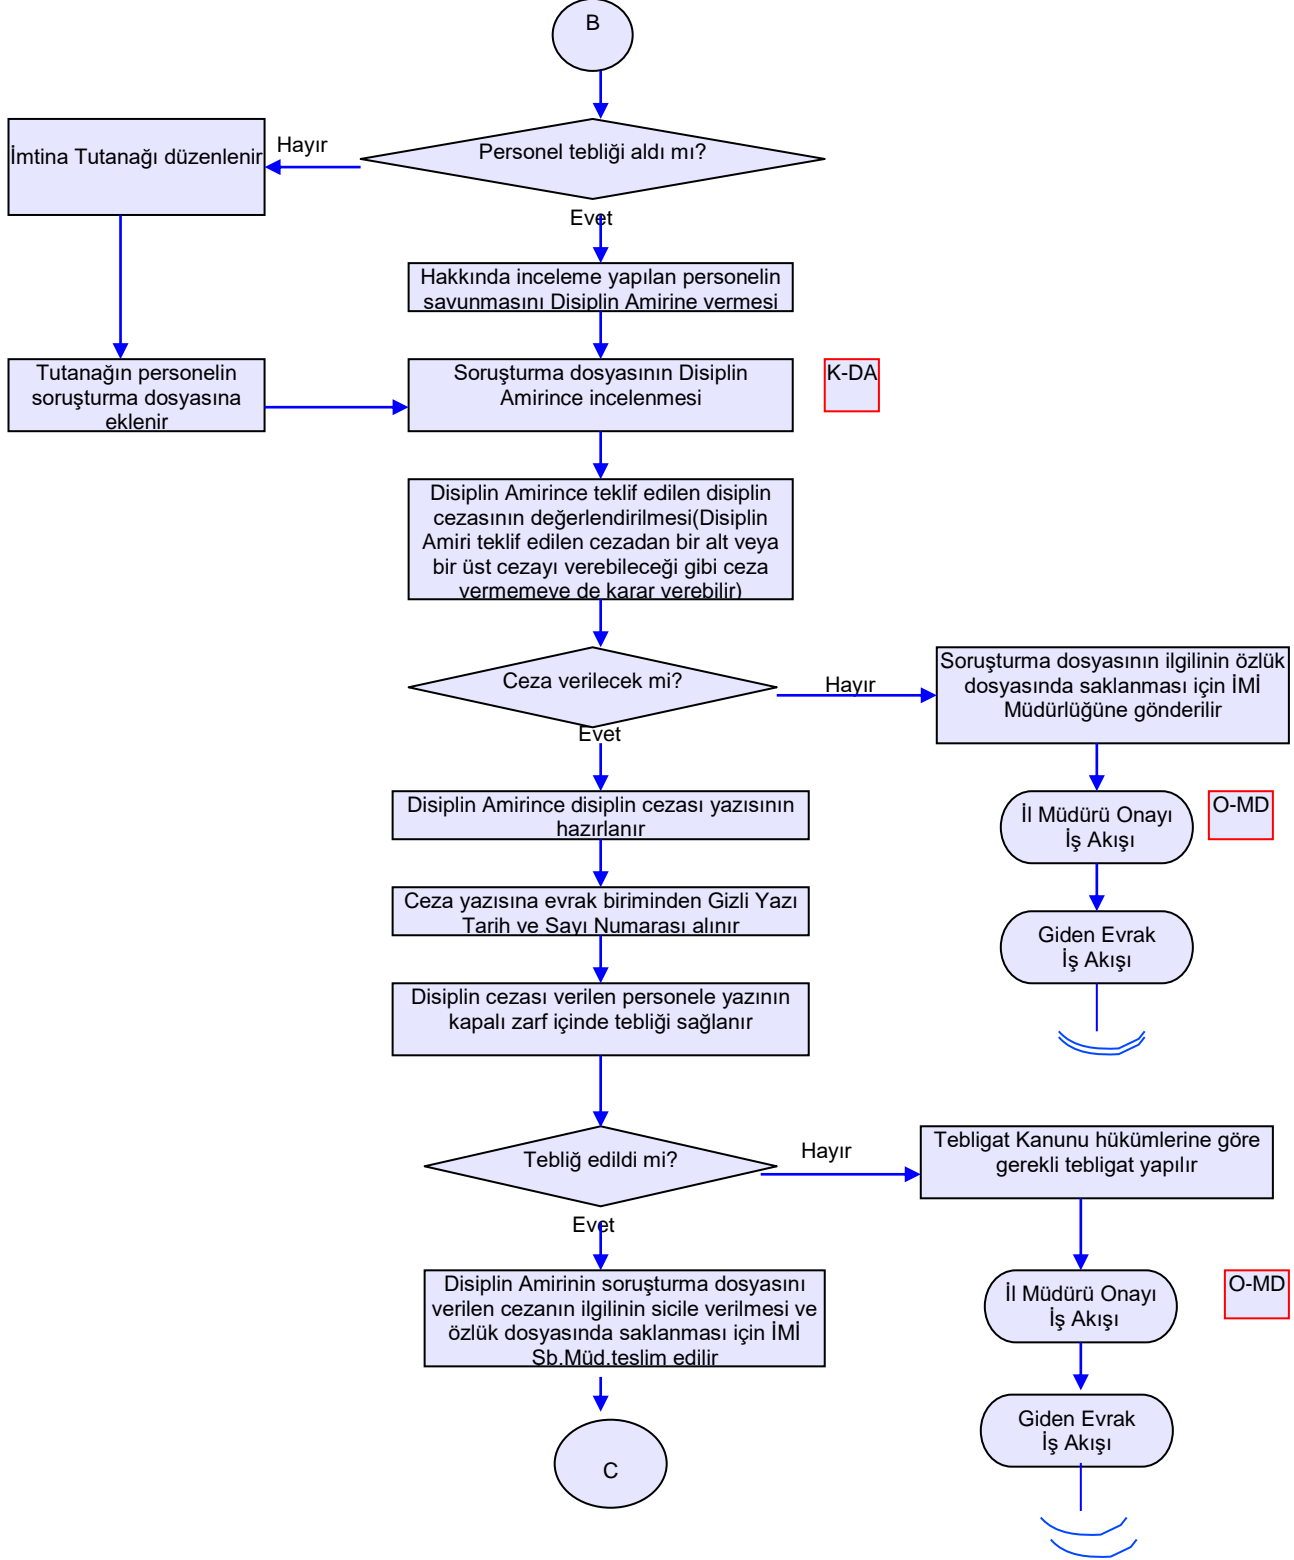 B
Personel tebliği aldı mı?
Hayır
İmtina Tutanağı düzenlenir
Evet
Hakkında inceleme yapılan personelin
savunmasını Disiplin Amirine vermesi
Tutanağın personelin
soruşturma dosyasına
eklenir
Soruşturma dosyasının Disiplin
Amirince incelenmesi
K-DA
Disiplin Amirince teklif edilen disiplin
cezasının değerlendirilmesi(Disiplin
Amiri teklif edilen cezadan bir alt veya
bir üst cezayı verebileceği gibi ceza
vermemeye de karar verebilir)
Ceza verilecek mi?
Hayır
Soruşturma dosyasının ilgilinin özlük
dosyasında saklanması için İMİ
Müdürlüğüne gönderilir
Evet
Disiplin Amirince disiplin cezası yazısının
hazırlanır
İl Müdürü Onayı
İş Akışı
O-MD
Ceza yazısına evrak biriminden Gizli Yazı
Tarih ve Sayı Numarası alınır
Giden Evrak
İş Akışı
Disiplin cezası verilen personele yazının
kapalı zarf içinde tebliği sağlanır
Tebliğ edildi mi?
Hayır
Tebligat Kanunu hükümlerine göre
gerekli tebligat yapılır
Evet
Disiplin Amirinin soruşturma dosyasını
verilen cezanın ilgilinin sicile verilmesi ve
özlük dosyasında saklanması için İMİ
Şb.Müd.teslim edilir
İl Müdürü Onayı
İş Akışı
O-MD
Giden Evrak
İş Akışı
C